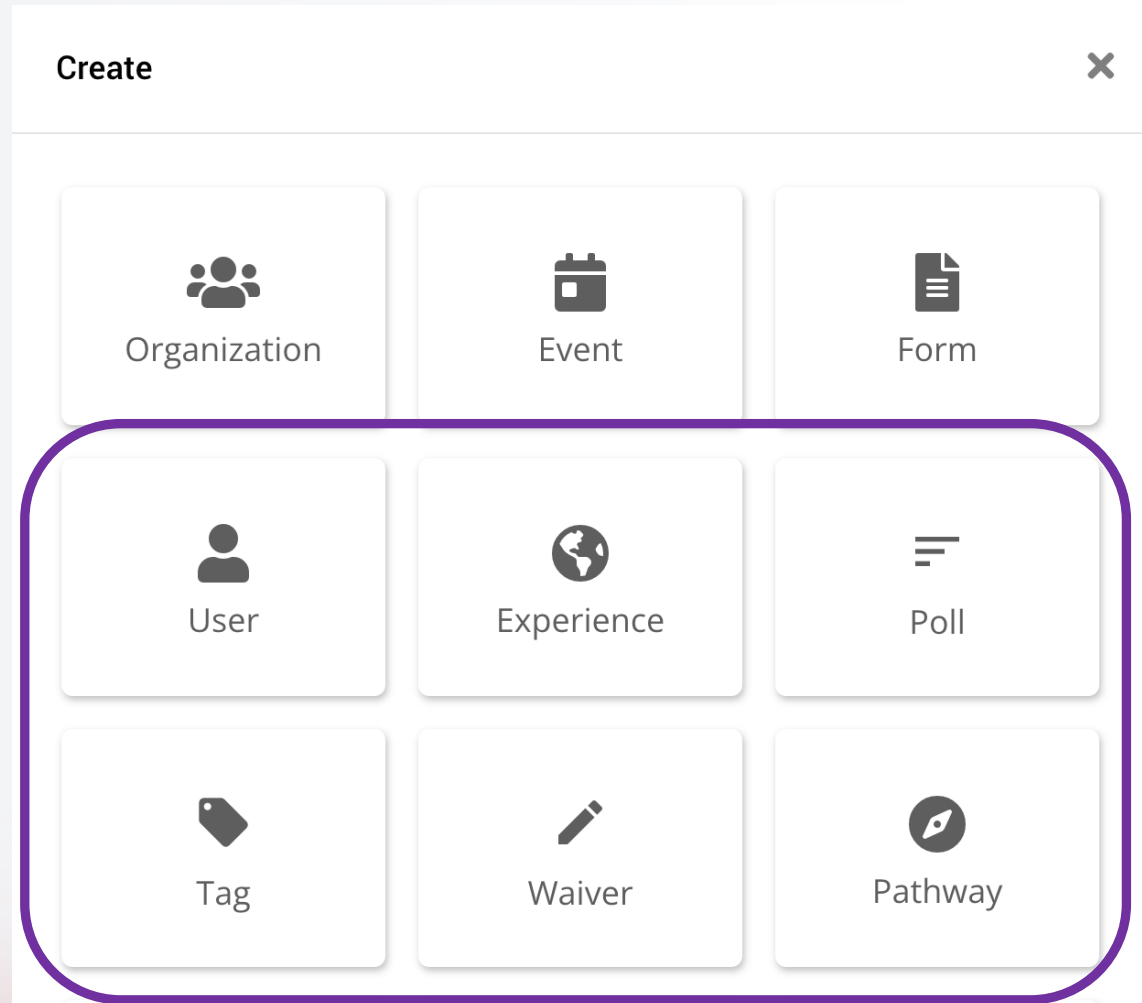 Create
Organization
Event
Form
User
Experience
Poll
Tag
Waiver
Pathway